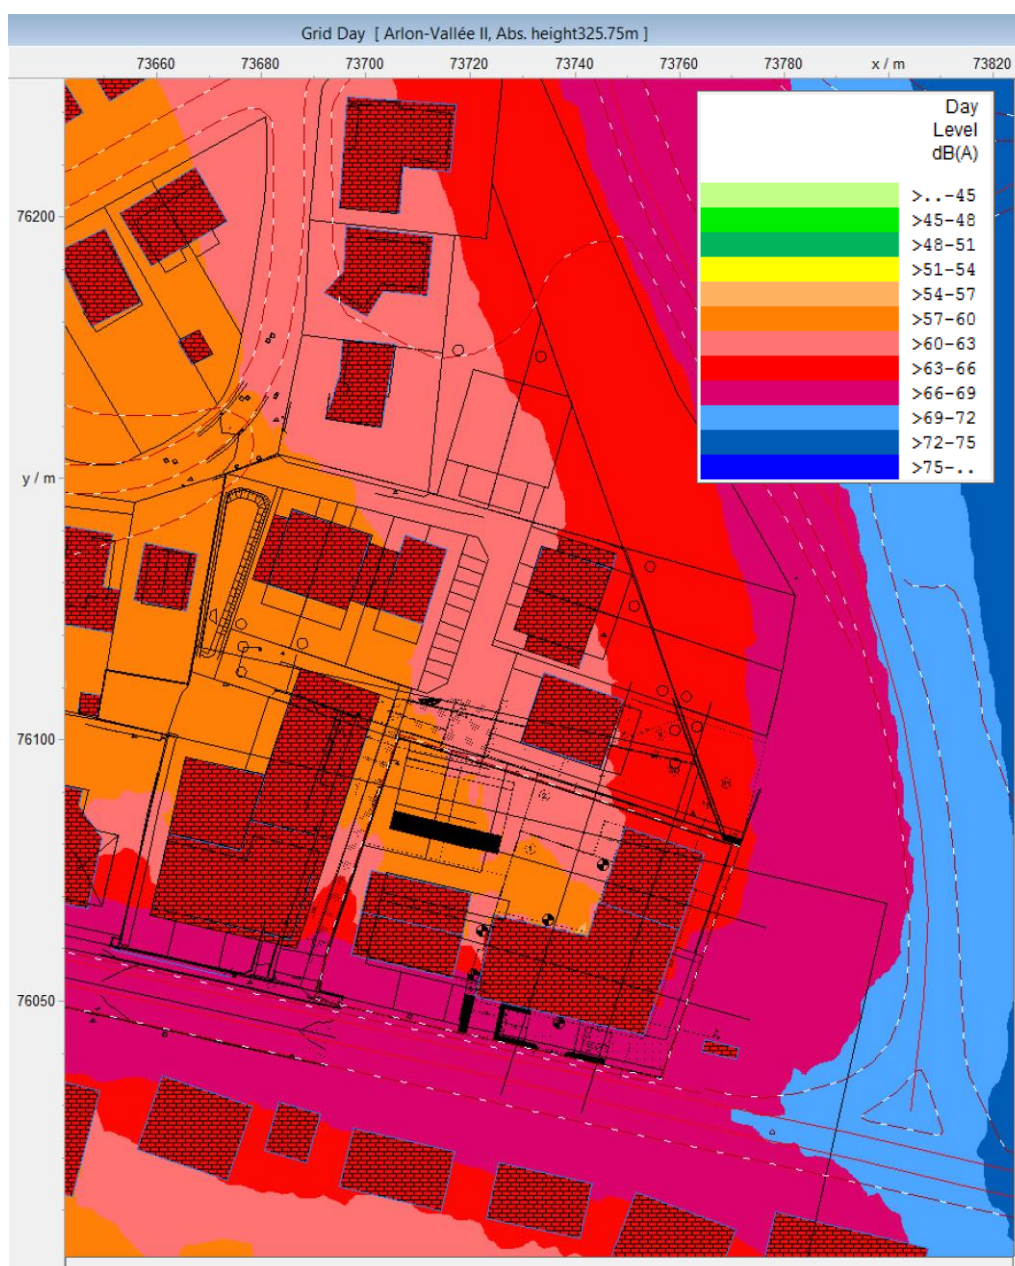 Grid Day [ Arlon-Vallée II, Abs. height325.75m ]
73660 73680 73700 73720 73740 73760 73780 x / m 73820
Day
Level
dB(A)
>..-45
>45-48
>48-51
>51-54
>54-57
>57-60
>60-63
>63-66
>66-69
>69-72
>72-75
>75-..
76200
y / m
76100
76050